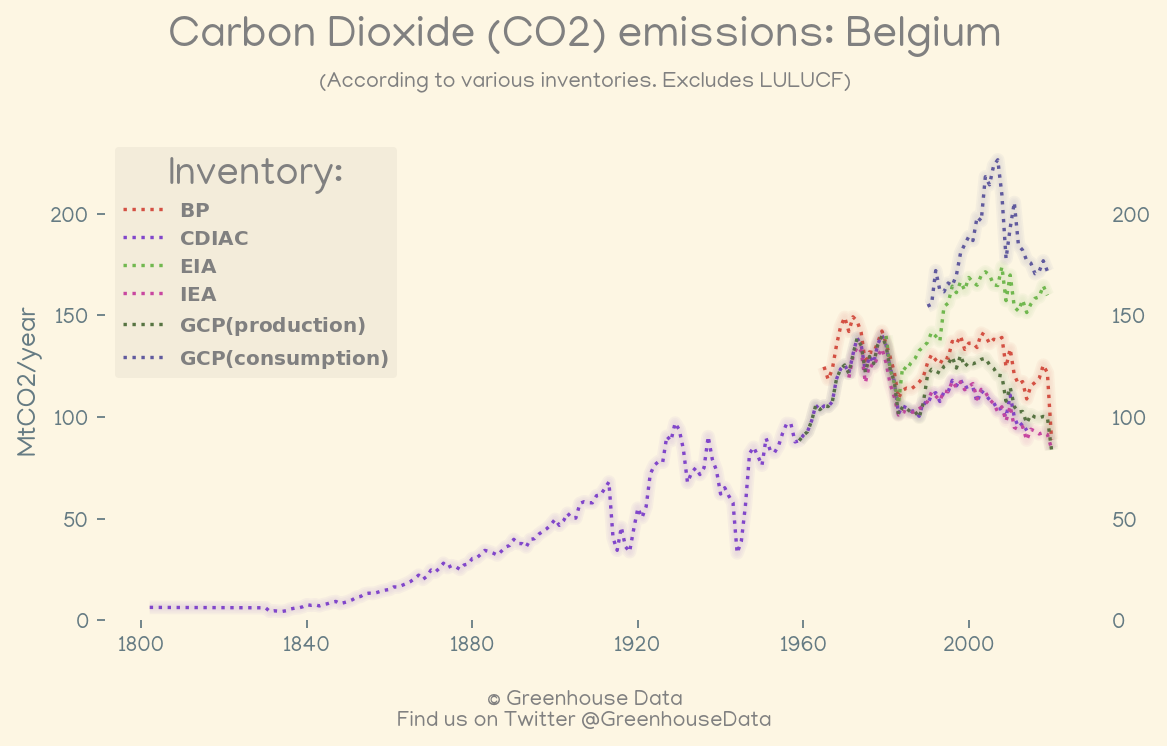 Carbon Dioxide (CO2) emissions: Belgium
(According to various inventories. Excludes LULUCF)
Inventory:
BP
CDIAC
EIA
IEA
GCP(production)
GCP(consumption)
MtCO2/year
200
150
100
50
0
200
150
100
50
0
1800
1840
1880
1920
1960
2000
© Greenhouse Data
Find us on Twitter @GreenhouseData